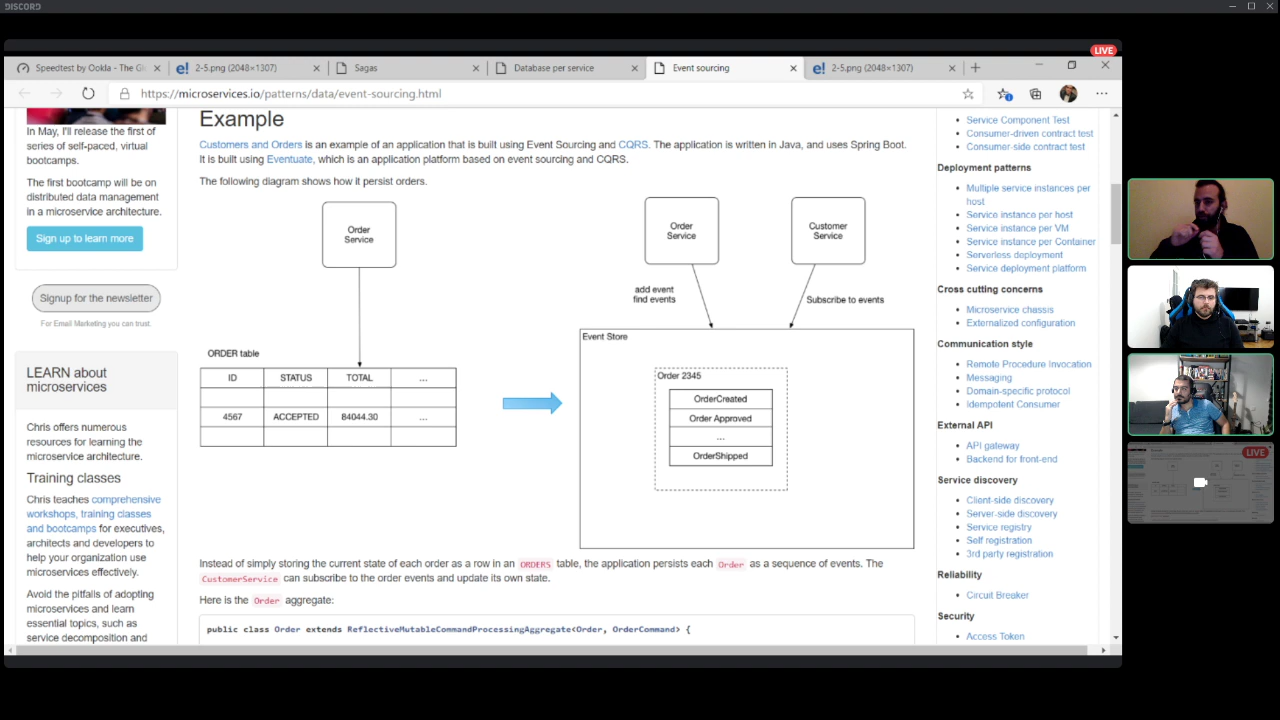 DISCORD
LIVE
Speedtest by Ookla - The Gl
2-5.png (2048×1307)
Sagas
Database per service
Event sourcing
2-5.png (2048×1307)
https://microservices.io/patterns/data/event-sourcing.html
In May, I'll release the first of
series of self-paced, virtual
bootcamps.
The first bootcamp will be on
distributed data management
in a microservice architecture.
Sign up to learn more
Signup for the newsletter
For Email Marketing you can trust.
LEARN about
microservices
Chris offers numerous
resources for learning the
microservice architecture.
Training classes
Chris teaches comprehensive
workshops, training classes
and bootcamps for executives,
architects and developers to
help your organization use
microservices effectively.
Avoid the pitfalls of adopting
microservices and learn
essential topics, such as
service decomposition and
Example
Customers and Orders is an example of an application that is built using Event Sourcing and CQRS. The application is written in Java, and uses Spring Boot.
It is built using Eventuate, which is an application platform based on event sourcing and CQRS.
The following diagram shows how it persist orders.
Order
Service
ORDER table
ID STATUS TOTAL ...
4567 ACCEPTED 84044.30 ...
Order
Service
Customer
Service
add event
find events
Subscribe to events
Event Store
Order 2345
OrderCreated
Order Approved
...
OrderShipped
Instead of simply storing the current state of each order as a row in an ORDERS table, the application persists each Order as a sequence of events. The
CustomerService can subscribe to the order events and update its own state.
Here is the Order aggregate:
public class Order extends ReflectiveMutableCommandProcessingAggregate<Order, OrderCommand> {
Service Component Test
Consumer-driven contract test
Consumer-side contract test
Deployment patterns
Multiple service instances per
host
Service instance per host
Service instance per VM
Service instance per Container
Serverless deployment
Service deployment platform
Cross cutting concerns
Microservice chassis
Externalized configuration
Communication style
Remote Procedure Invocation
Messaging
Domain-specific protocol
Idempotent Consumer
External API
API gateway
Backend for front-end
Service discovery
Client-side discovery
Server-side discovery
Service registry
Self registration
3rd party registration
Reliability
Circuit Breaker
Security
Access Token
LIVE